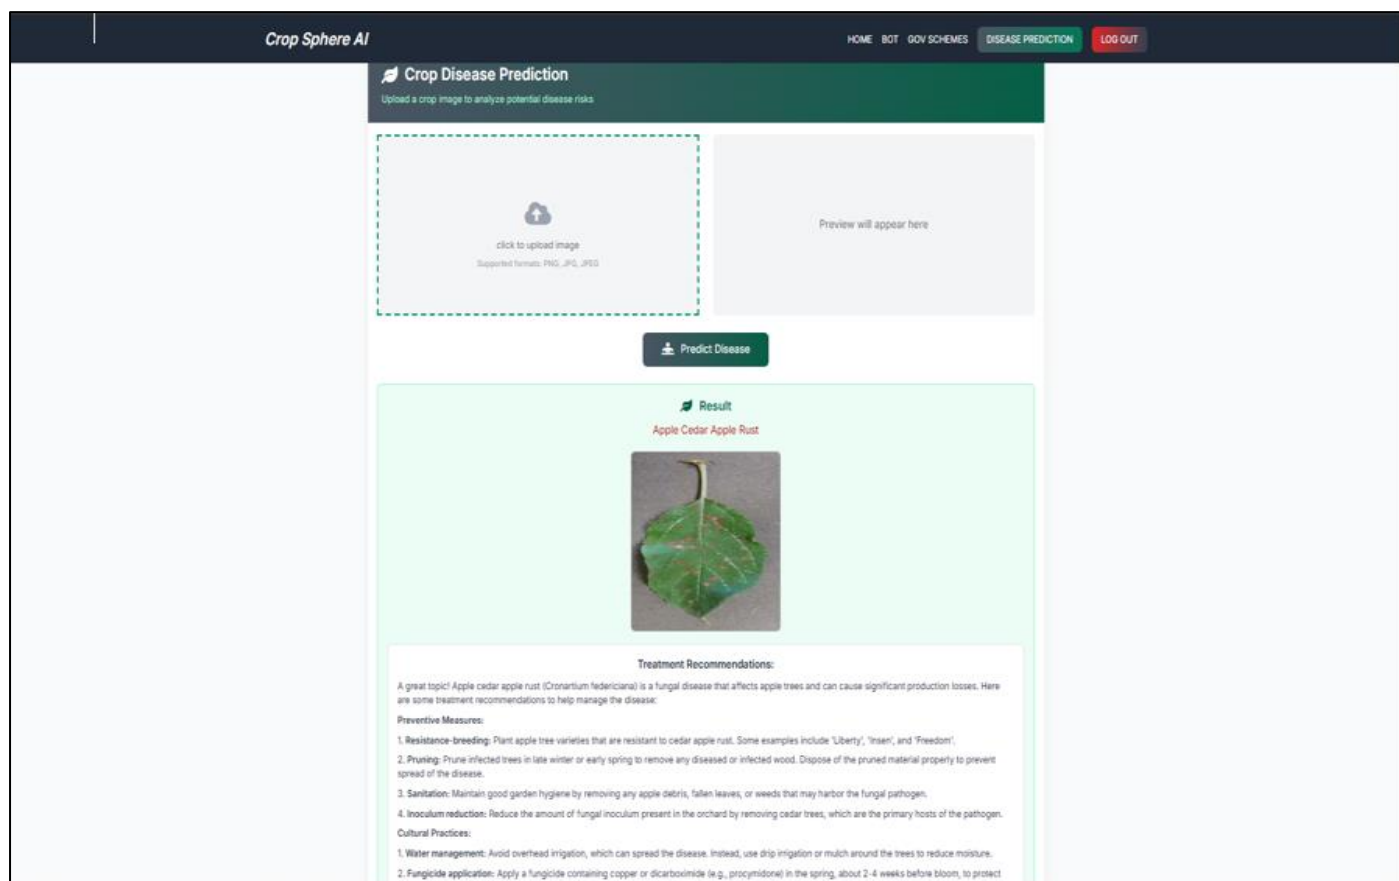 Crop Sphere AI
HOME BOT GOV SCHEMES DISEASE PREDICTION LOG OUT
Crop Disease Prediction
Upload a crop image to analyze potential disease risks
click to upload image
Supported formats: PNG, JPG, JPEG
Preview will appear here
Predict Disease
Result
Apple Cedar Apple Rust
Treatment Recommendations:
A great topic! Apple cedar apple rust (Cronartium federiciana) is a fungal disease that affects apple trees and can cause significant production losses. Here
are some treatment recommendations to help manage the disease:
Preventive Measures:
1. Resistance-breeding: Plant apple tree varieties that are resistant to cedar apple rust. Some examples include 'Liberty', 'Insen', and 'Freedom'.
2. Pruning: Prune infected trees in late winter or early spring to remove any diseased or infected wood. Dispose of the pruned material properly to prevent
spread of the disease.
3. Sanitation: Maintain good garden hygiene by removing any apple debris, fallen leaves, or weeds that may harbor the fungal pathogen.
4. Inoculum reduction: Reduce the amount of fungal inoculum present in the orchard by removing cedar trees, which are the primary hosts of the pathogen.
Cultural Practices:
1. Water management: Avoid overhead irrigation, which can spread the disease. Instead, use drip irrigation or mulch around the trees to reduce moisture.
2. Fungicide application: Apply a fungicide containing copper or dicarboximide (e.g., procymidone) in the spring, about 2-4 weeks before bloom, to protect